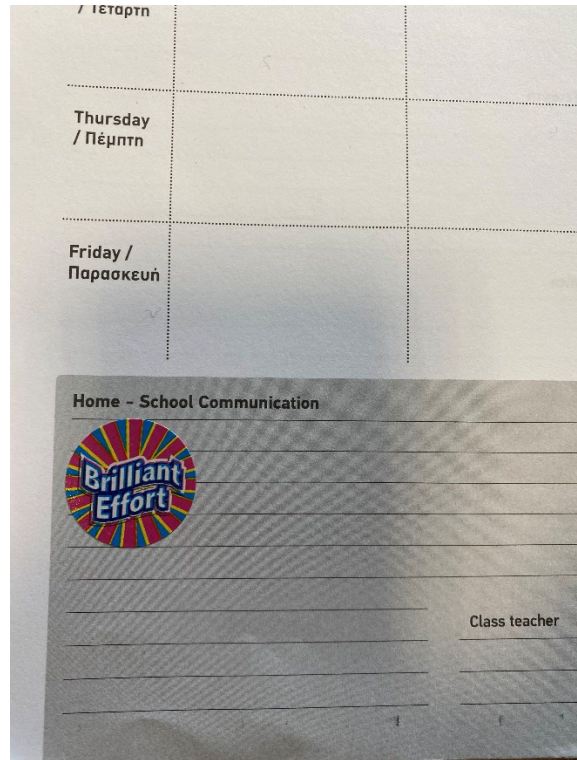 / Τετάρτη
Thursday
/ Πέμπτη
Friday /
Παρασκευή
Home - School Communication
Brilliant
Effort
Class teacher